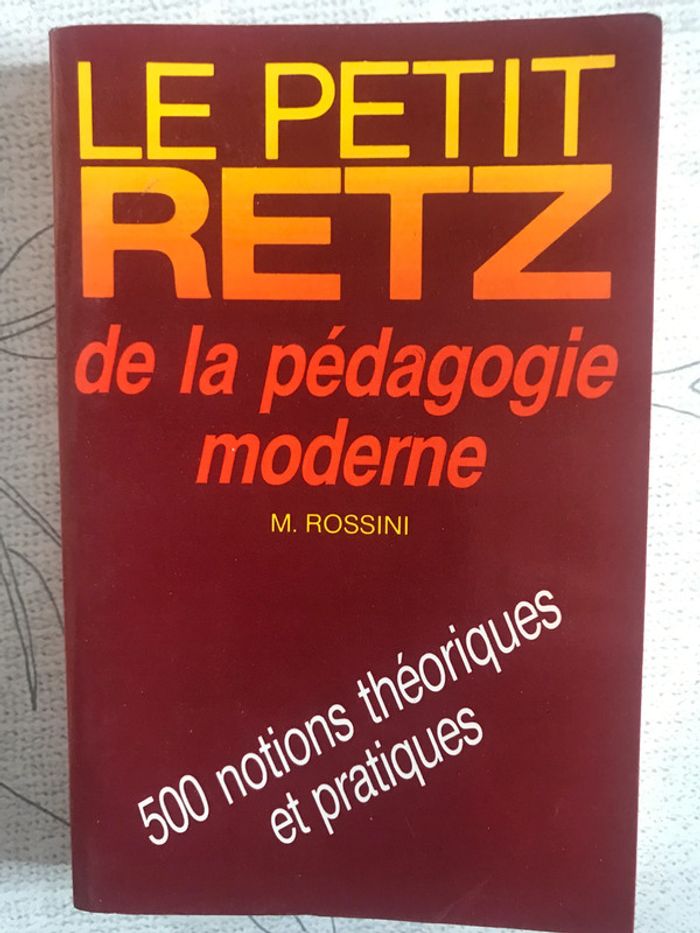 LE PETIT
RETZ
de la pédagogie
moderne
M. ROSSINI
500 notions théoriques
et pratiques